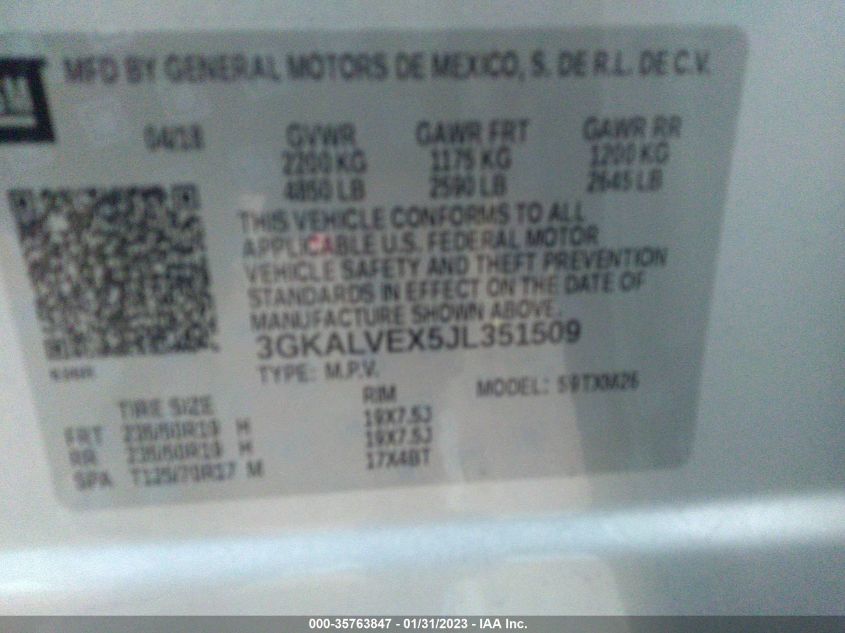 GM
MFD BY GENERAL MOTORS DE MEXICO, S. DE R.L. DE C.V.
04/18 GVWR GAWR FRT GAWR RR
2200 KG 1175 KG 1200 KG
4850 LB 2590 LB 2645 LB
THIS VEHICLE CONFORMS TO ALL
APPLICABLE U.S. FEDERAL MOTOR
VEHICLE SAFETY AND THEFT PREVENTION
STANDARDS IN EFFECT ON THE DATE OF
MANUFACTURE SHOWN ABOVE.
3GKALVEX5JL351509
TYPE: M.P.V. MODEL: 59TXM26
TIRE SIZE RIM
FRT 235/50R19 H 19X7.5J
RR 235/50R19 H 19X7.5J
SPA T125/70R17 M 17X4BT
000-35763847 - 01/31/2023 - IAA Inc.